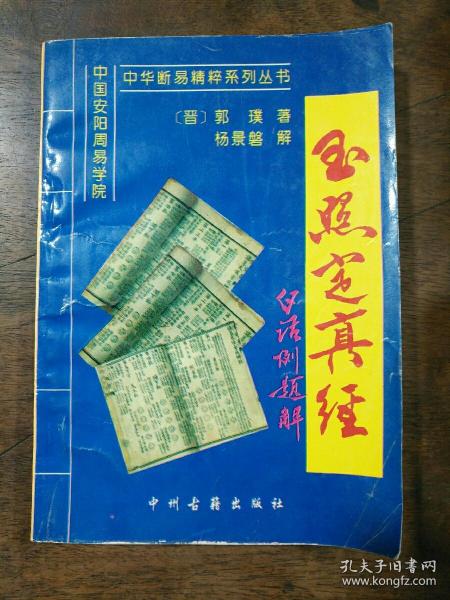 中国安阳周易学院
中华断易精粹系列丛书
〔晋〕郭 璞 著
杨景磐 解
玉照定真经
白话例题解
中州古籍出版社
孔夫子旧书网
www.kongfz.com